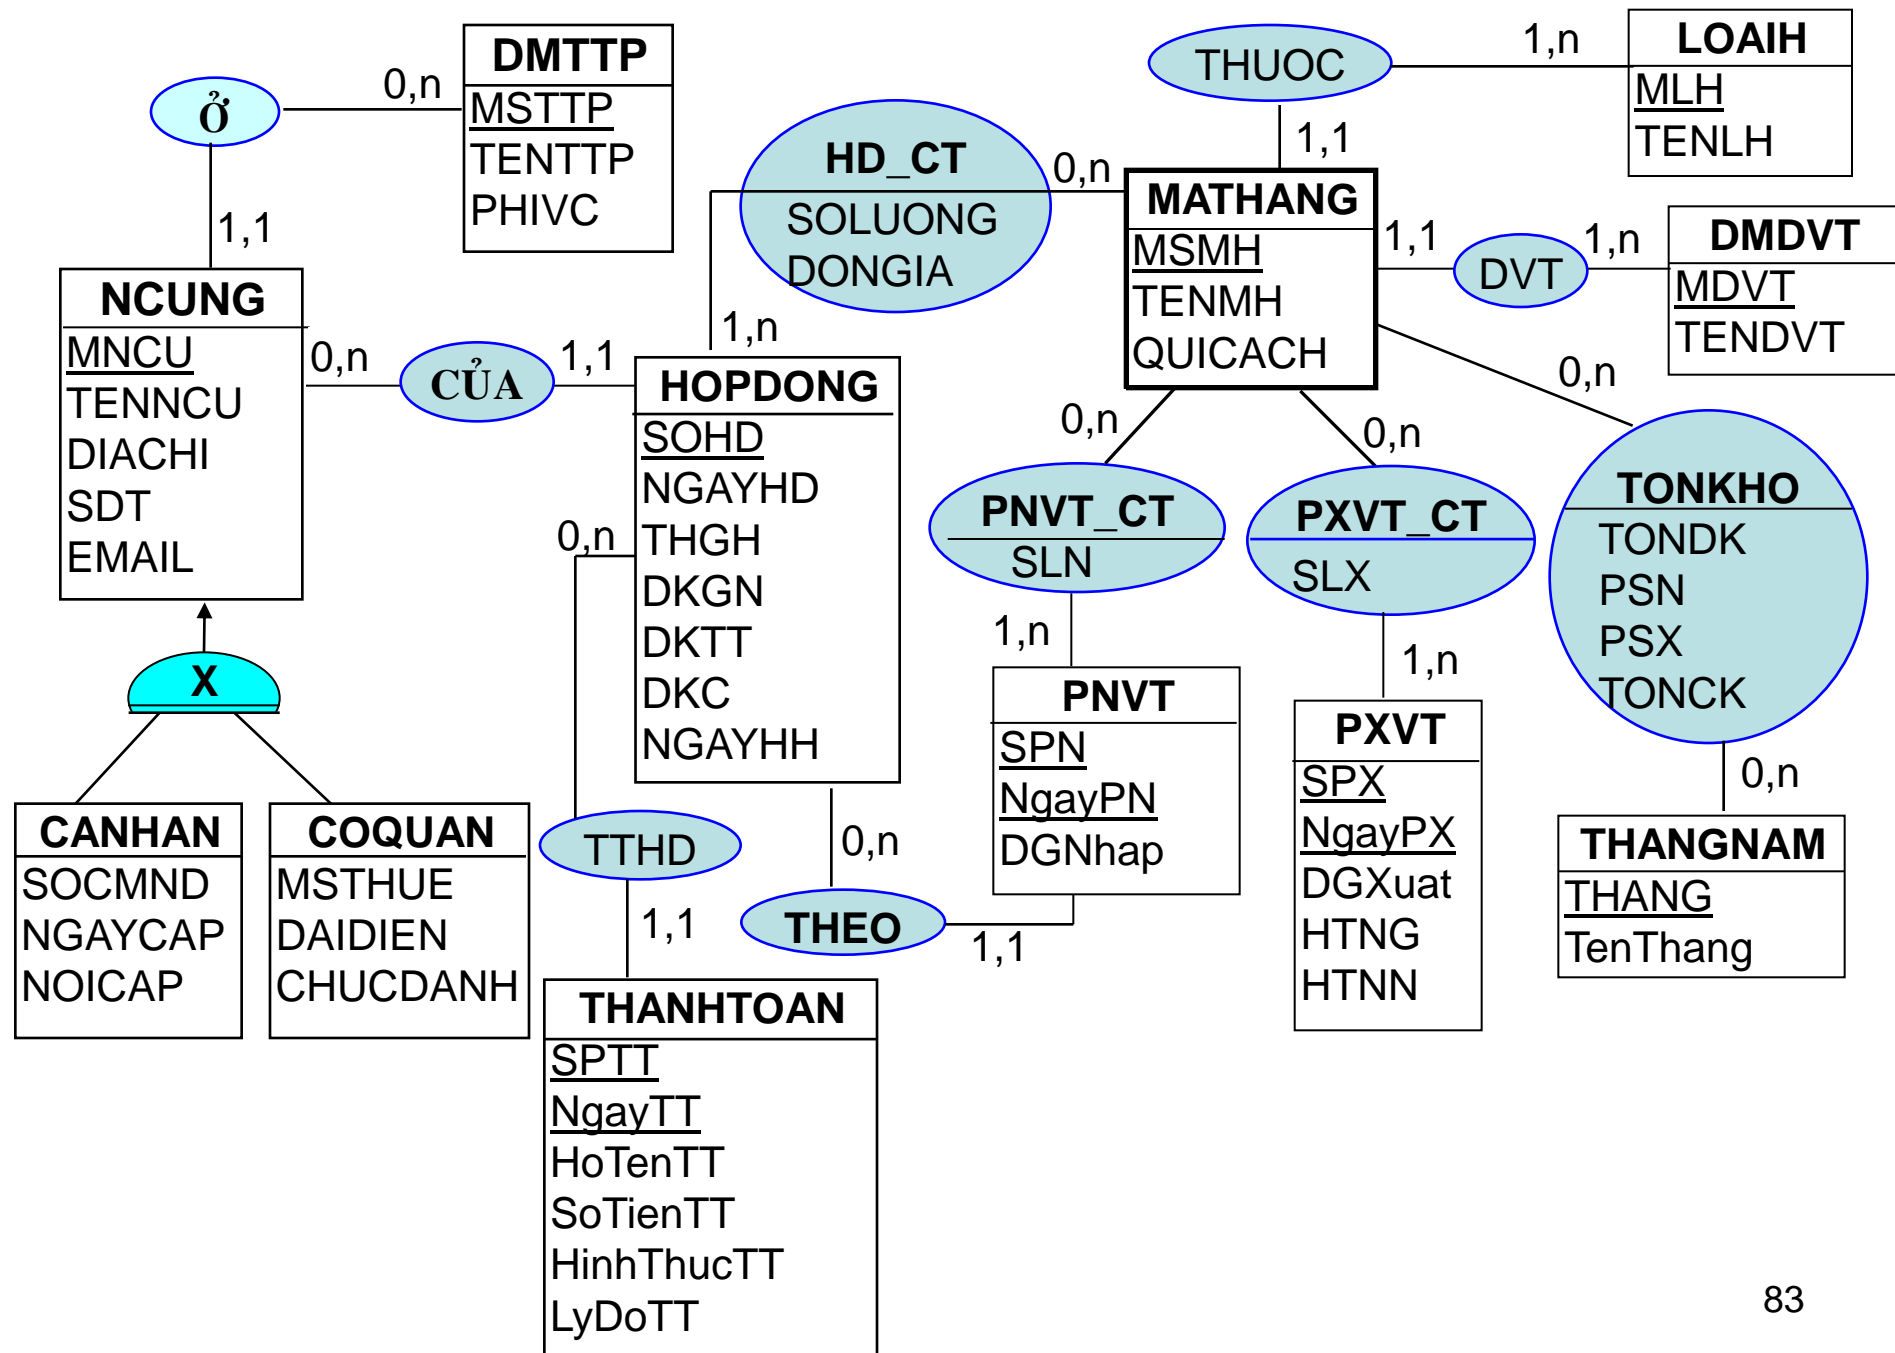 DMTTP
MSTTP
TENTTP
PHIVC
Ở
0,n
1,1
THUOC
1,n
1,1
LOAIH
MLH
TENLH
HD_CT
SOLUONG
DONGIA
0,n
1,n
MATHANG
MSMH
TENMH
QUICACH
1,1
DVT
1,n
DMDVT
MDVT
TENDVT
NCUNG
MNCU
TENNCU
DIACHI
SDT
EMAIL
0,n
CỦA
1,1
HOPDONG
SOHD
NGAYHD
THGH
DKGN
DKTT
DKC
NGAYHH
0,n
0,n
0,n
0,n
PNVT_CT
SLN
1,n
PXVT_CT
SLX
1,n
TONKHO
TONDK
PSN
PSX
TONCK
0,n
X
CANHAN
SOCMND
NGAYCAP
NOICAP
COQUAN
MSTHUE
DAIDIEN
CHUCDANH
TTHD
1,1
0,n
THEO
1,1
PNVT
SPN
NgayPN
DGNhap
PXVT
SPX
NgayPX
DGXuat
HTNG
HTNN
THANGNAM
THANG
TenThang
THANHTOAN
SPTT
NgayTT
HoTenTT
SoTienTT
HinhThucTT
LyDoTT
83